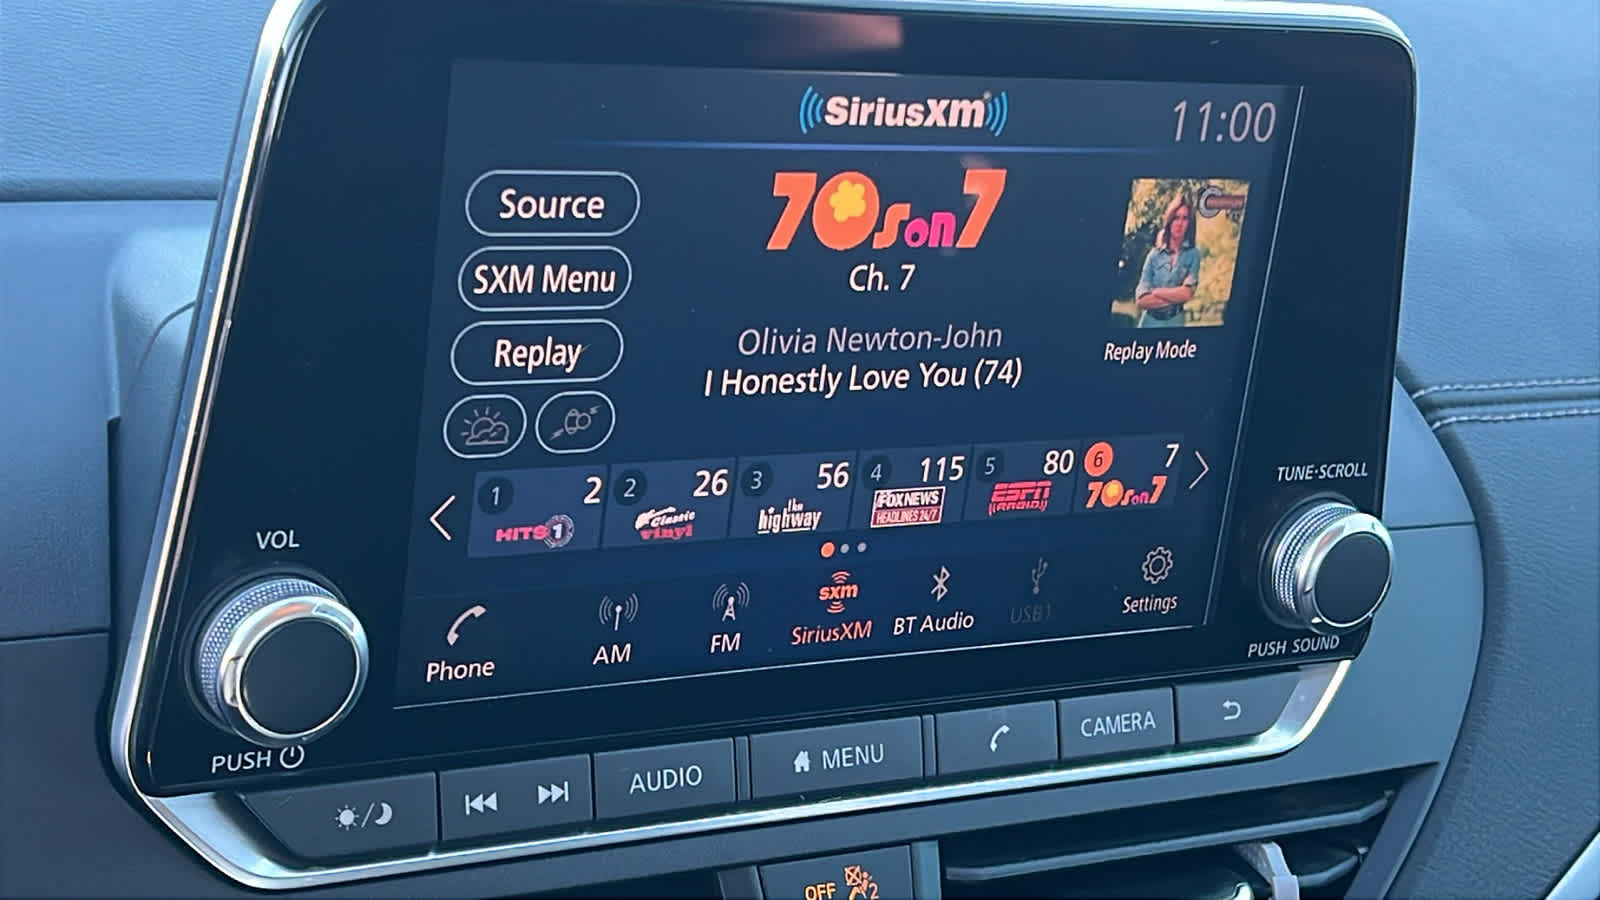 SiriusXM
11:00
Source
SXM Menu
Replay
70s on 7
Ch. 7
Olivia Newton-John
I Honestly Love You (74)
Replay Mode
1 2 HITS 1
2 26 Classic vinyl
3 56 the highway
4 115 FOX NEWS HEADLINES 24/7
5 80 ESPN RADIO
6 7 70s on 7
Phone
AM
FM
sxm
SiriusXM
BT Audio
USB1
Settings
VOL
PUSH
TUNE·SCROLL
PUSH SOUND
AUDIO
MENU
CAMERA
OFF
2